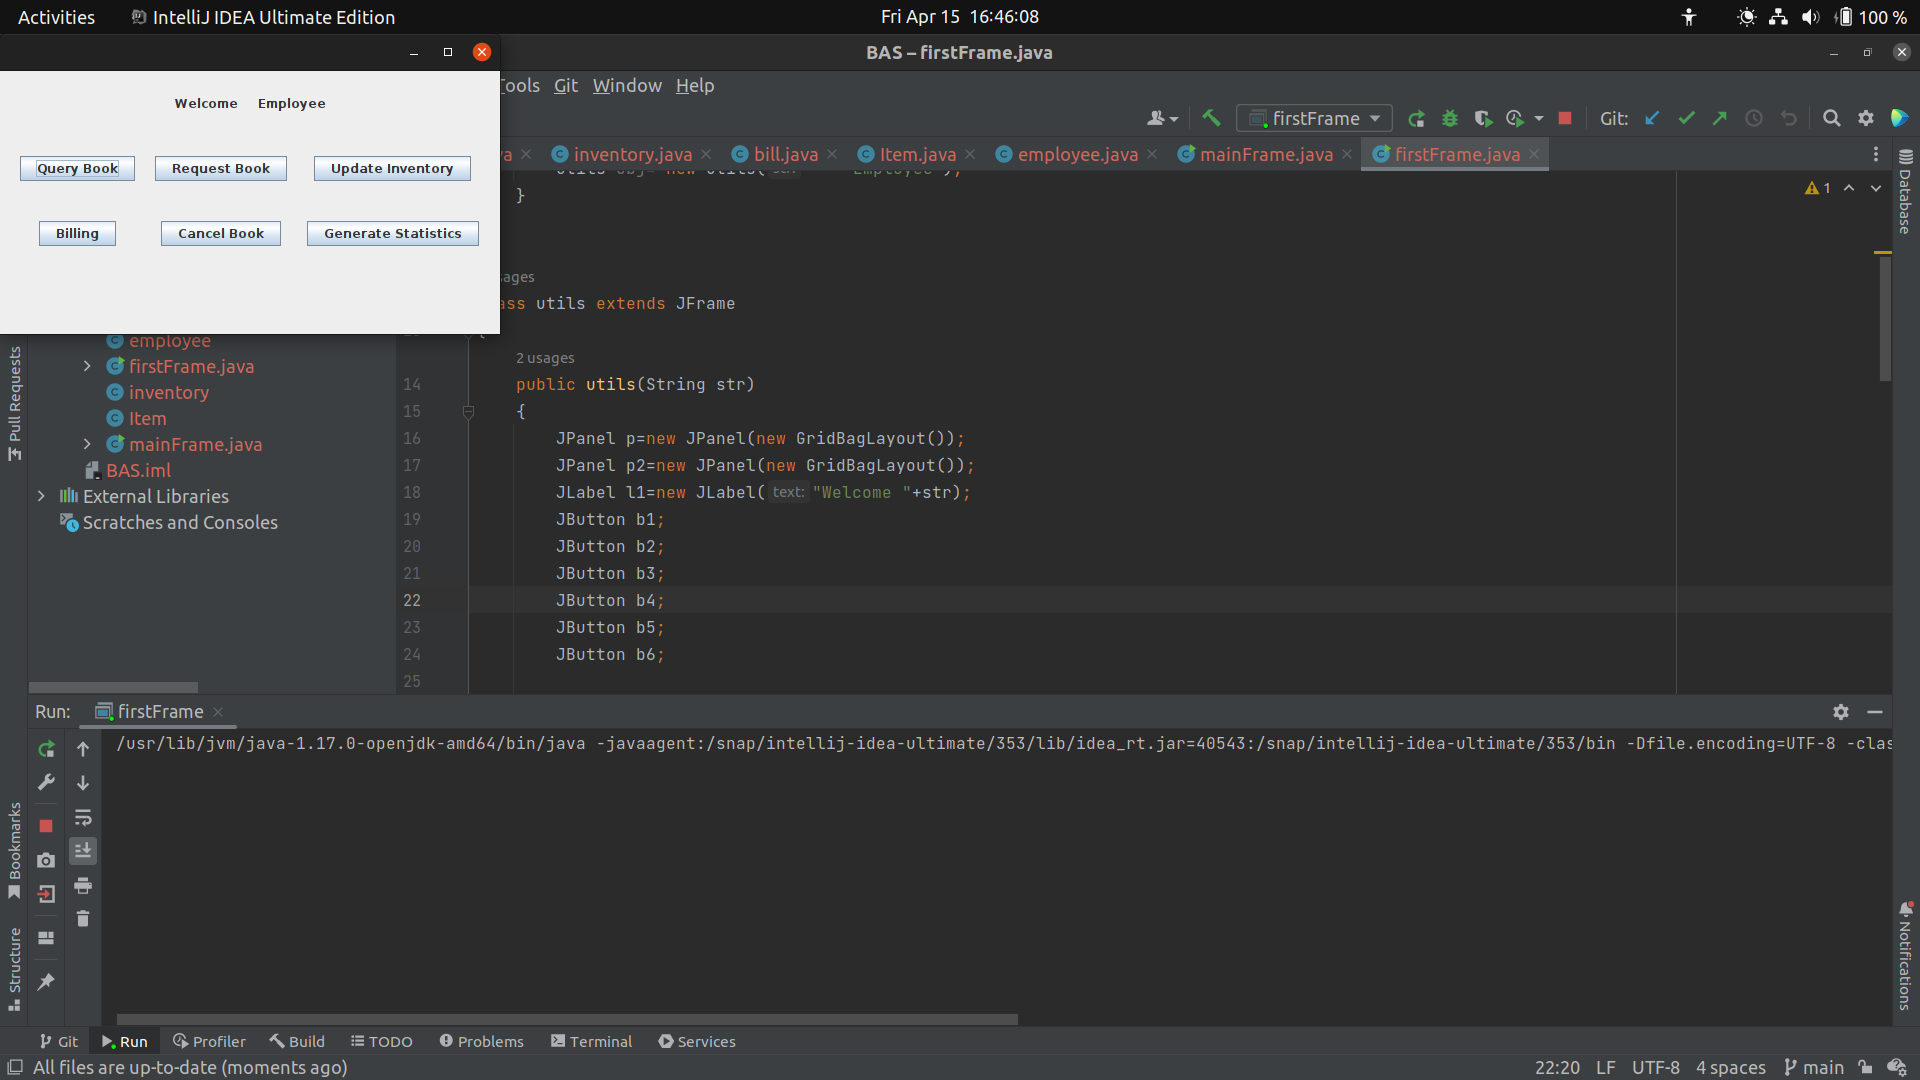 Activities
IntelliJ IDEA Ultimate Edition
Fri Apr 15 16:46:08
100 %
BAS – firstFrame.java
Tools Git Window Help
firstFrame
Git:
inventory.java
bill.java
Item.java
employee.java
mainFrame.java
firstFrame.java
Welcome Employee
Query Book Request Book Update Inventory
Billing Cancel Book Generate Statistics
1
}
sages
ass utils extends JFrame
2 usages
14 public utils(String str)
15 {
16 JPanel p=new JPanel(new GridBagLayout());
17 JPanel p2=new JPanel(new GridBagLayout());
18 JLabel l1=new JLabel( text: "Welcome "+str);
19 JButton b1;
20 JButton b2;
21 JButton b3;
22 JButton b4;
23 JButton b5;
24 JButton b6;
25
employee
firstFrame.java
inventory
Item
mainFrame.java
BAS.iml
External Libraries
Scratches and Consoles
Pull Requests
Bookmarks
Structure
Database
Notifications
Run: firstFrame
/usr/lib/jvm/java-1.17.0-openjdk-amd64/bin/java -javaagent:/snap/intellij-idea-ultimate/353/lib/idea_rt.jar=40543:/snap/intellij-idea-ultimate/353/bin -Dfile.encoding=UTF-8 -clas
Git Run Profiler Build TODO Problems Terminal Services
All files are up-to-date (moments ago)
22:20 LF UTF-8 4 spaces main